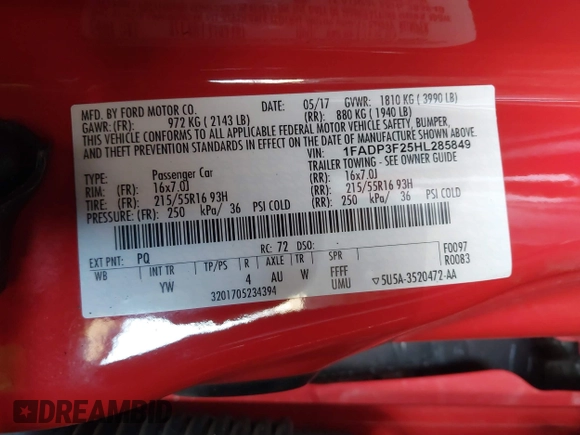 MFD. BY FORD MOTOR CO. DATE: 05/17 GVWR: 1810 KG ( 3990 LB)
GAWR: (FR) 972 KG ( 2143 LB) (RR): 880 KG (1940 LB)
THIS VEHICLE CONFORMS TO ALL APPLICABLE FEDERAL MOTOR VEHICLE SAFETY, BUMPER,
AND THEFT PREVENTION STANDARDS IN EFFECT ON THE DATE OF MANUFACTURE SHOWN ABOVE.
VIN: 1FADP3F25HL285849
TYPE: Passenger Car TRAILER TOWING - SEE OWNER GUIDE
RIM: (FR) 16x7.0J (RR): 16x7.0J
TIRE: (FR) 215/55R16 93H (RR): 215/55R16 93H
PRESSURE: (FR) 250 kPa/ 36 PSI COLD (RR): 250 kPa/ 36 PSI COLD
EXT PNT: PQ RC: 72 DSO: F0097
WB INT TR TP/PS R AXLE TR SPR R0083
YW 4 AU W FFFF
UMU
3201705234394 5U5A-3520472-AA
DREAMBID